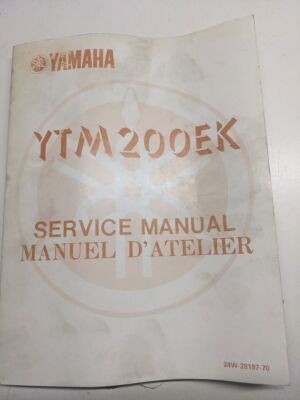 YAMAHA
YTM200EK
SERVICE MANUAL
MANUEL D'ATELIER
24W-28197-70